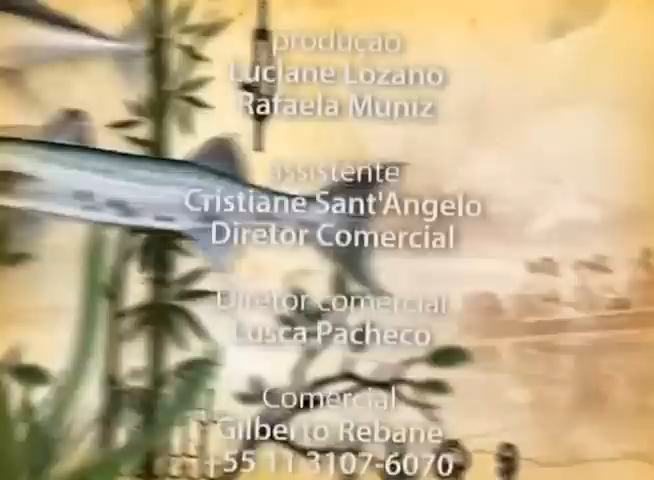 produção
Luciane Lozano
Rafaela Muniz
assistente
Cristiane Sant'Angelo
Diretor Comercial
Diretor comercial
Lusca Pacheco
Comercial
Gilberto Rebane
+55 11 3107-6070